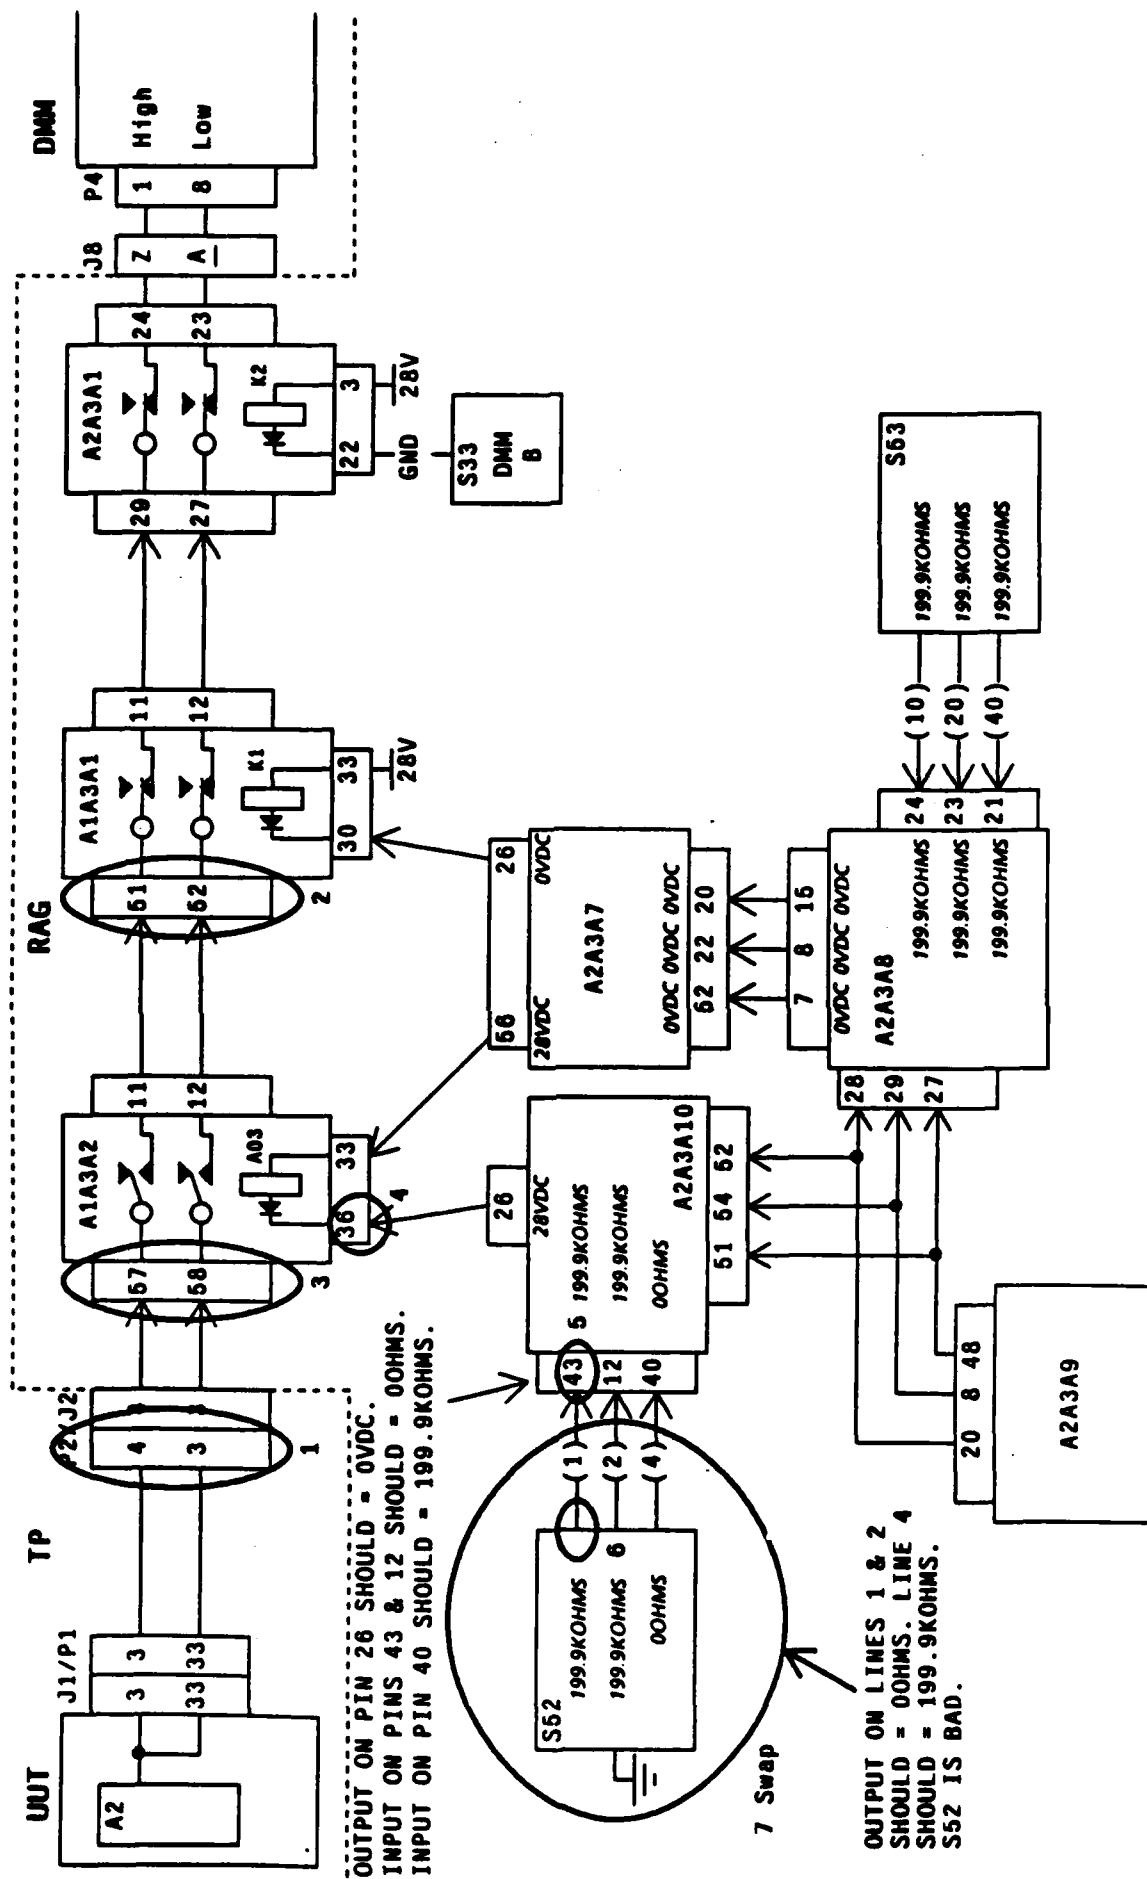 UUT
TP
RAG
DMM
A2
J1/P1
3
3
33
33
P2/J2
4
3
1
A1A3A2
57
58
3
11
12
A03
36
33
4
A1A3A1
51
52
2
11
12
K1
30
33
28V
A2A3A1
29
27
24
23
K2
22
3
GND
28V
S33
DMM
B
J8
Z
A
P4
1
8
High
Low
OUTPUT ON PIN 26 SHOULD = 0VDC.
INPUT ON PINS 43 & 12 SHOULD = 0OHMS.
INPUT ON PIN 40 SHOULD = 199.9KOHMS.
S52
199.9KOHMS
199.9KOHMS
6
0OHMS
(1)
(2)
(4)
7 Swap
43
12
40
5
199.9KOHMS
199.9KOHMS
0OHMS
26
28VDC
A2A3A10
51
54
52
56
26
28VDC
0VDC
A2A3A7
0VDC 0VDC 0VDC
52
22
20
7
8
15
0VDC 0VDC 0VDC
A2A3A8
199.9KOHMS
199.9KOHMS
199.9KOHMS
28
29
27
24
23
21
(10)
(20)
(40)
S53
199.9KOHMS
199.9KOHMS
199.9KOHMS
20
8
48
A2A3A9
OUTPUT ON LINES 1 & 2
SHOULD = 0OHMS. LINE 4
SHOULD = 199.9KOHMS.
S52 IS BAD.